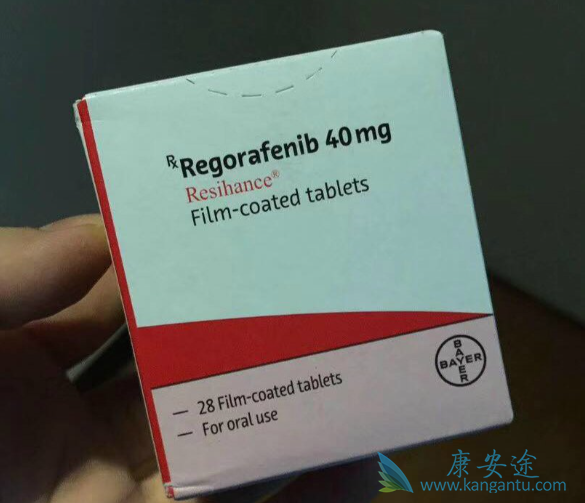 ℞ Regorafenib 40 mg
Resihance®
Film-coated tablets
BAYER
BAYER
— 28 Film-coated tablets
— For oral use
康安途
www.kangantu.com